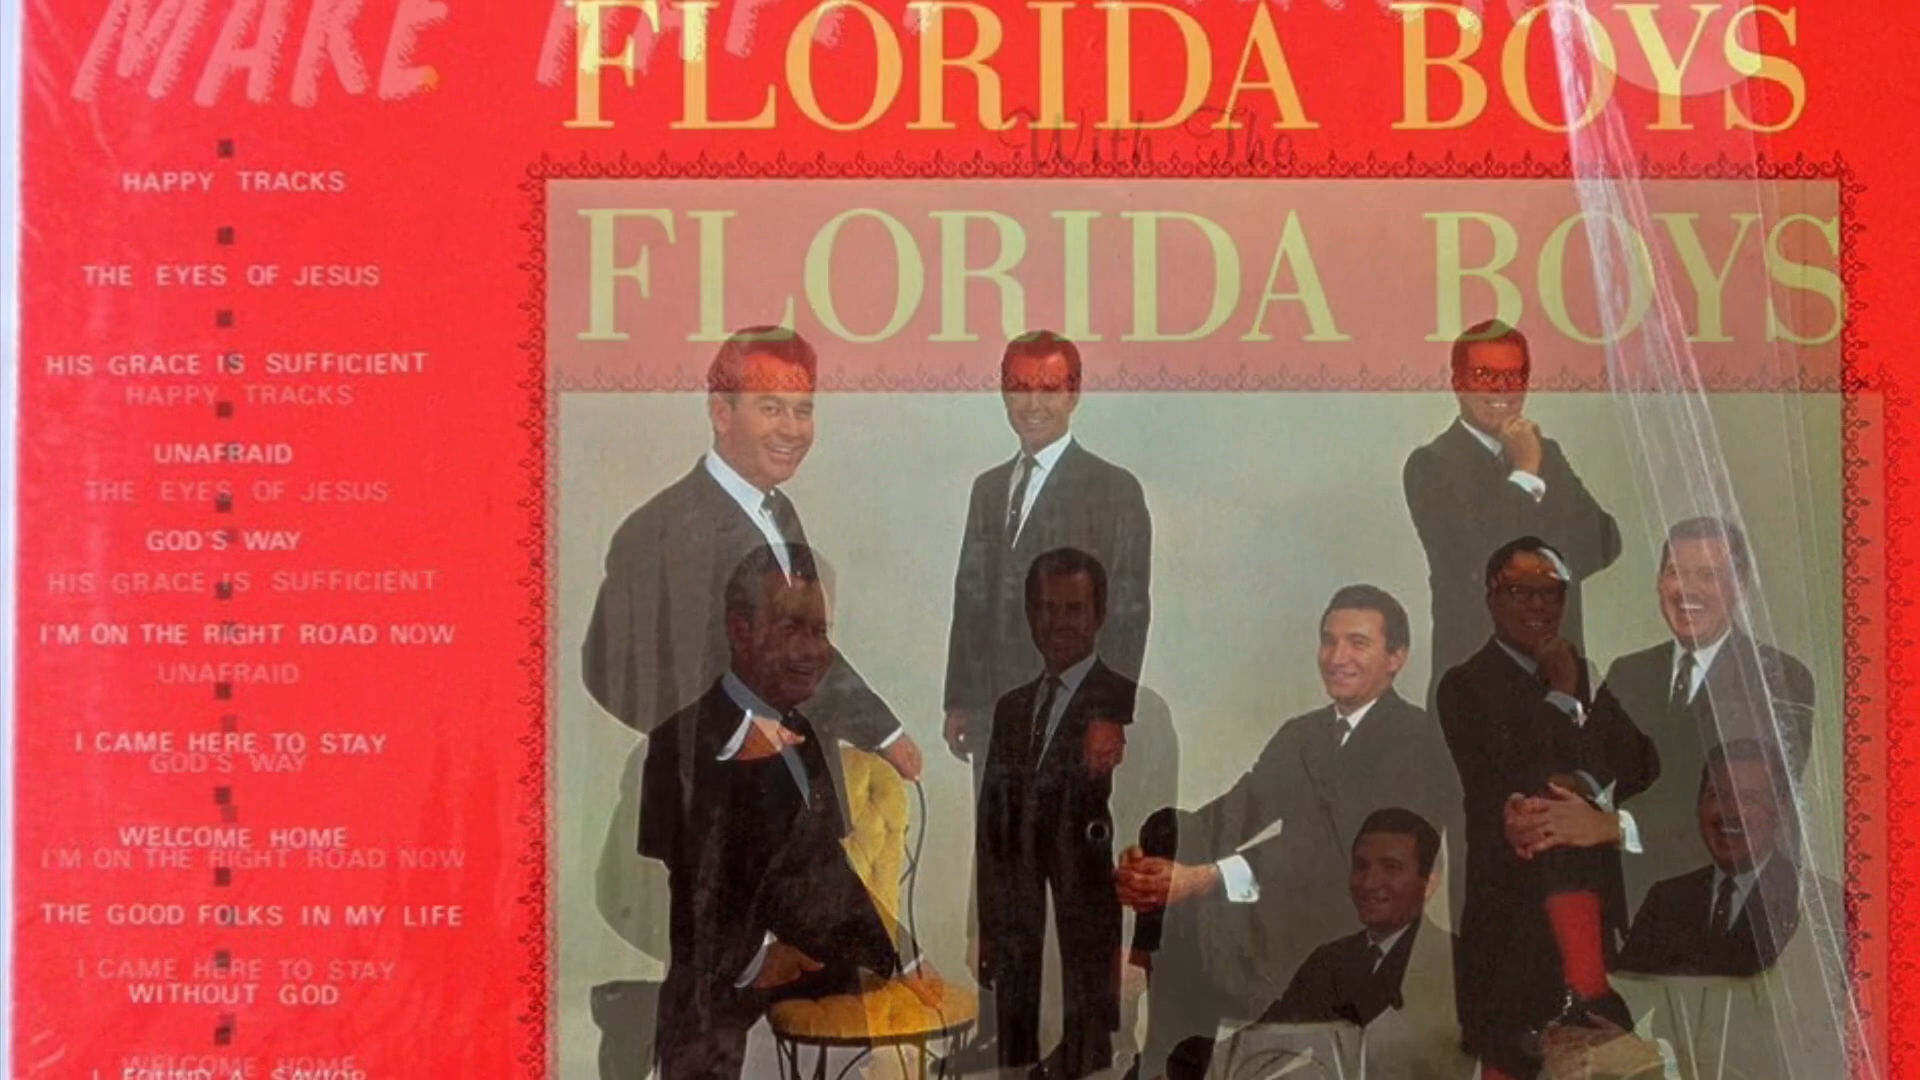 MAKE
FLORIDA BOYS
With The
FLORIDA BOYS
HAPPY TRACKS
THE EYES OF JESUS
HIS GRACE IS SUFFICIENT
HAPPY TRACKS
UNAFRAID
THE EYES OF JESUS
GOD'S WAY
HIS GRACE IS SUFFICIENT
I'M ON THE RIGHT ROAD NOW
UNAFRAID
I CAME HERE TO STAY
GOD'S WAY
WELCOME HOME
I'M ON THE RIGHT ROAD NOW
THE GOOD FOLKS IN MY LIFE
I CAME HERE TO STAY
WITHOUT GOD
WELCOME HOME
I FOUND A SAVIOR